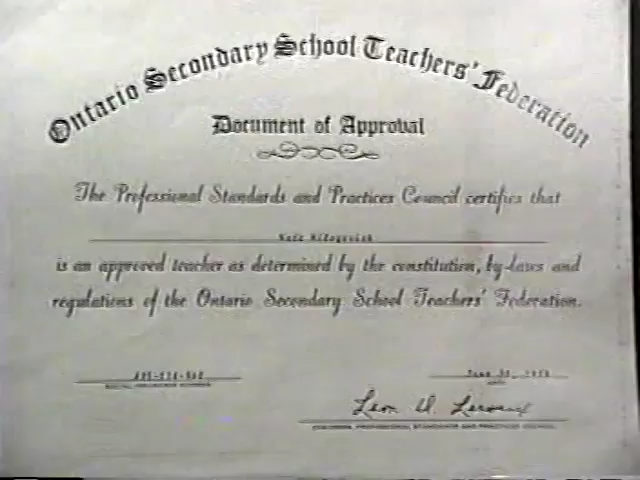 Ontario Secondary School Teachers' Federation
Document of Approval
The Professional Standards and Practices Council certifies that
is an approved teacher as determined by the constitution, by-laws and
regulations of the Ontario Secondary School Teachers' Federation.